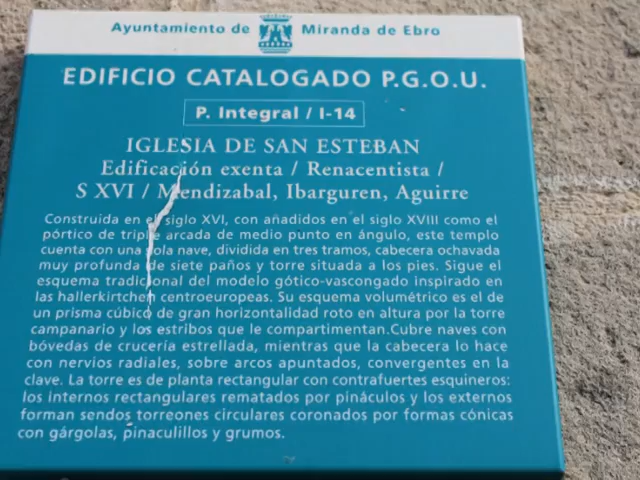 Ayuntamiento de Miranda de Ebro
EDIFICIO CATALOGADO P.G.O.U.
P. Integral / I-14
IGLESIA DE SAN ESTEBAN
Edificación exenta / Renacentista /
S XVI / Mendizabal, Ibarguren, Aguirre
Construida en el siglo XVI, con añadidos en el siglo XVIII como el
pórtico de triple arcada de medio punto en ángulo, este templo
cuenta con una sola nave, dividida en tres tramos, cabecera ochavada
muy profunda de siete paños y torre situada a los pies. Sigue el
esquema tradicional del modelo gótico-vascongado inspirado en
las hallerkirtchen centroeuropeas. Su esquema volumétrico es el de
un prisma cúbico de gran horizontalidad roto en altura por la torre
campanario y los estribos que le compartimentan.Cubre naves con
bóvedas de crucería estrellada, mientras que la cabecera lo hace
con nervios radiales, sobre arcos apuntados, convergentes en la
clave. La torre es de planta rectangular con contrafuertes esquineros:
los internos rectangulares rematados por pináculos y los externos
forman sendos torreones circulares coronados por formas cónicas
con gárgolas, pinaculillos y grumos.